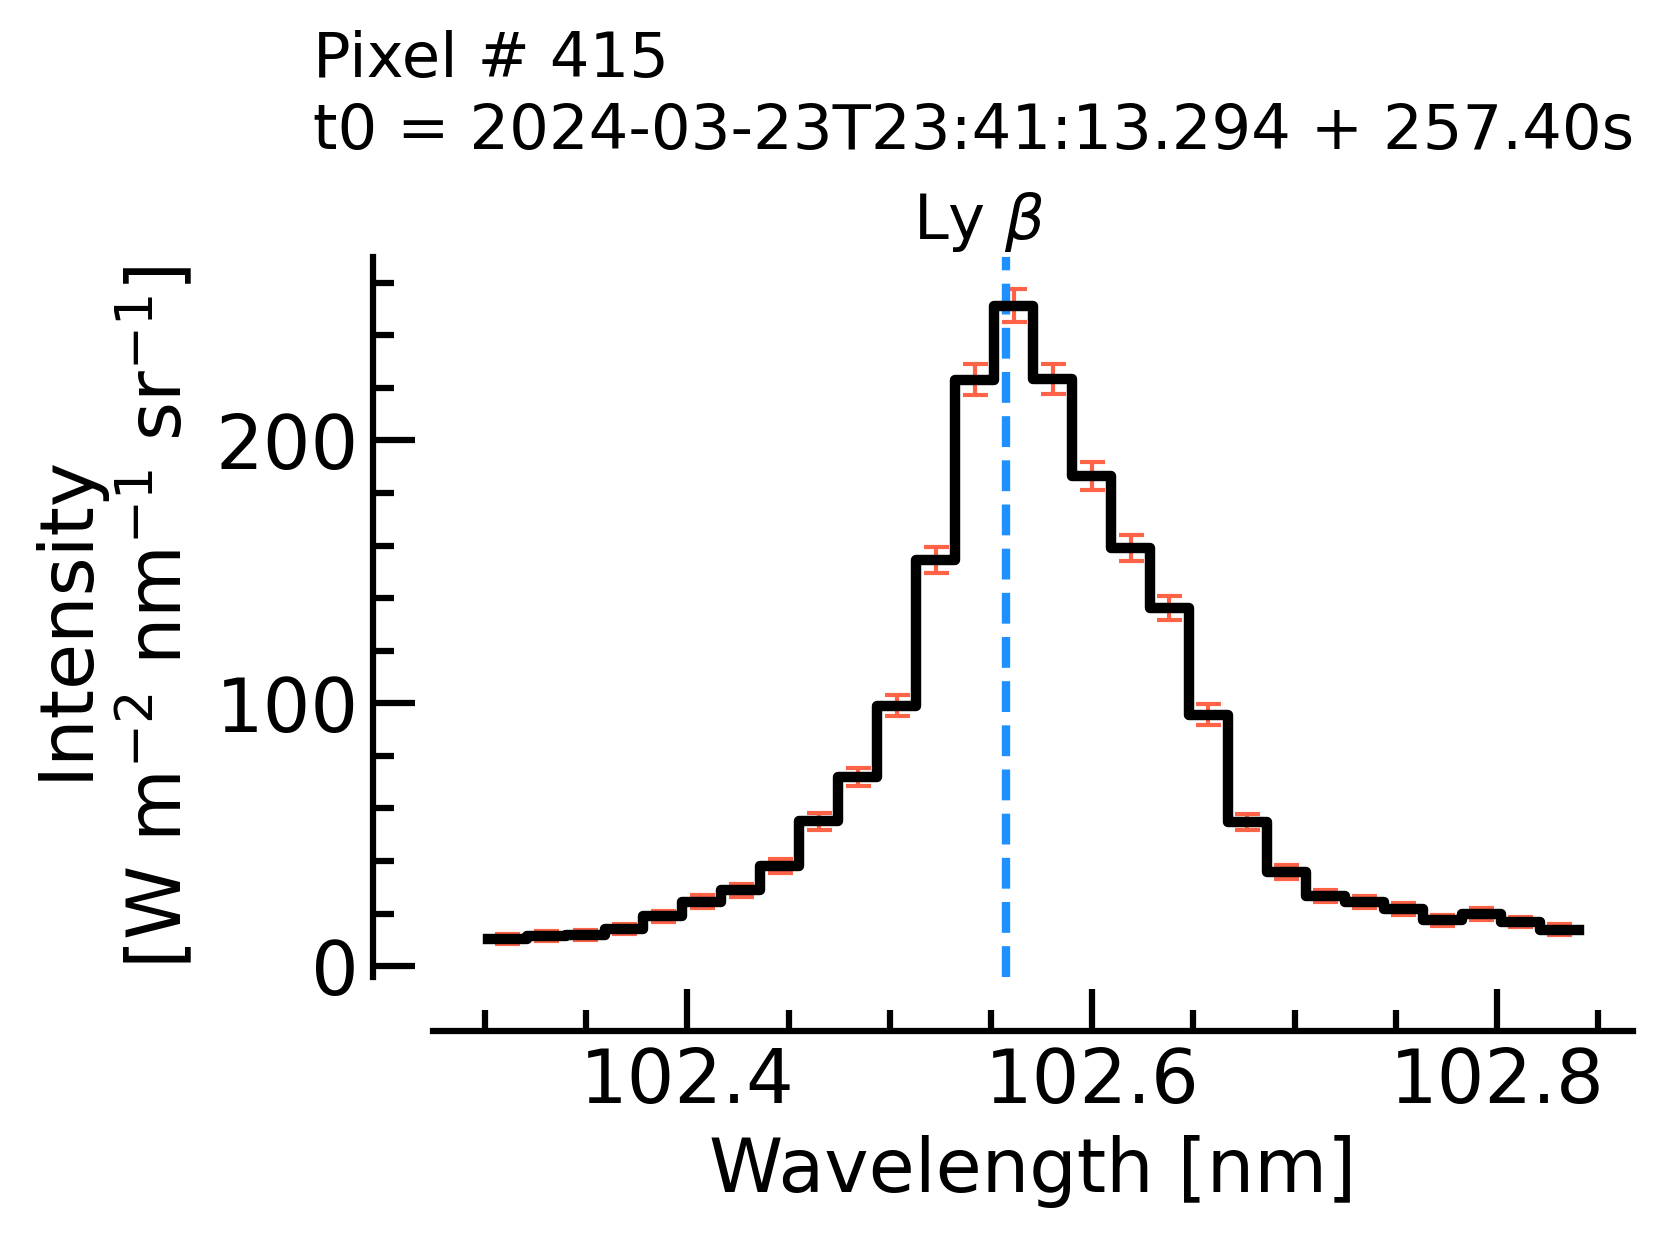 Pixel # 415
t0 = 2024-03-23T23:41:13.294 + 257.40s
Ly β
Intensity
[W m⁻² nm⁻¹ sr⁻¹]
200
100
0
102.4 102.6 102.8
Wavelength [nm]